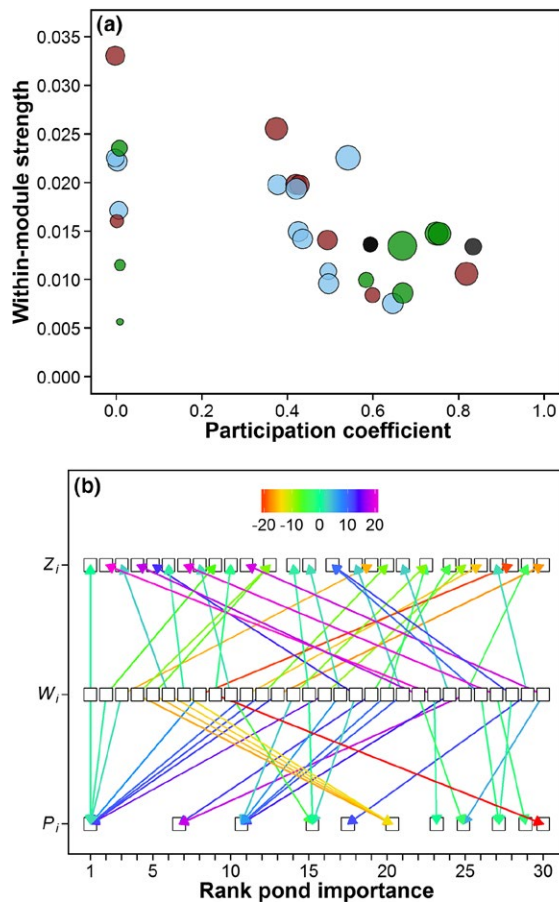 (a)
Within-module strength
0.035
0.030
0.025
0.020
0.015
0.010
0.005
0.000
0.0 0.2 0.4 0.6 0.8 1.0
Participation coefficient
(b)
-20 -10 0 10 20
Zi
Wi
Pi
1 5 10 15 20 25 30
Rank pond importance